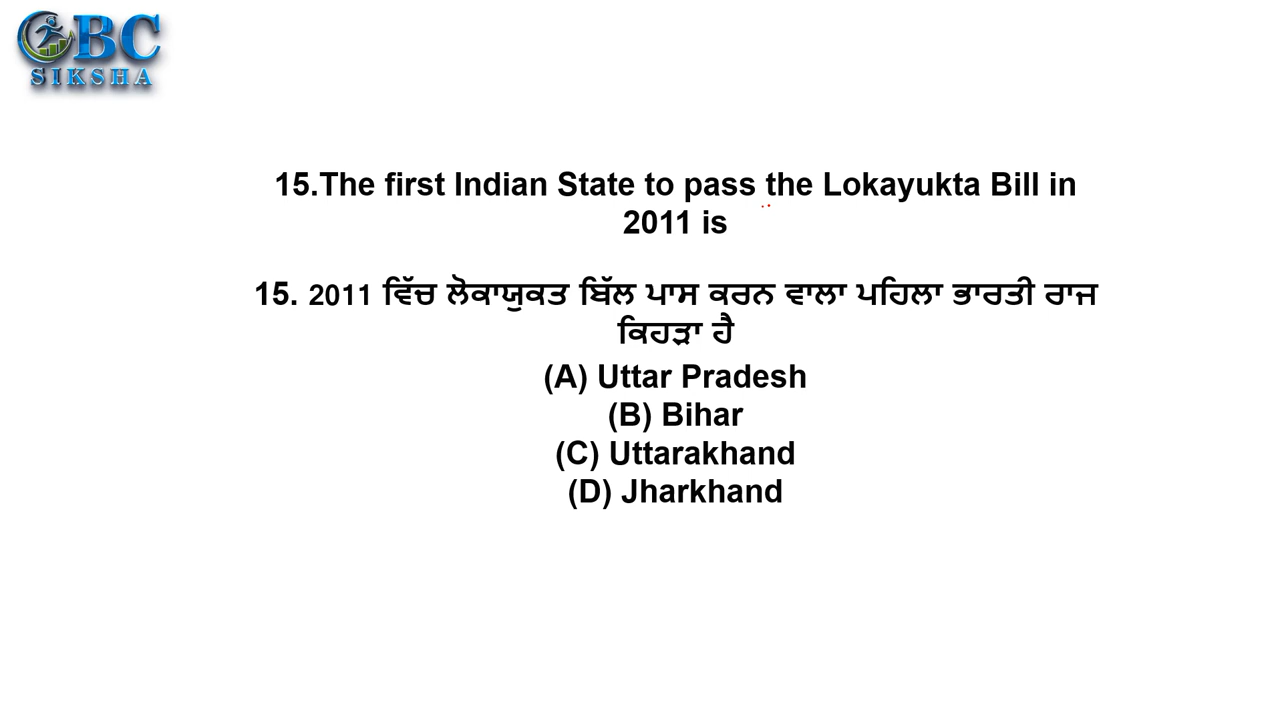 OBC
SIKSHA
15.The first Indian State to pass the Lokayukta Bill in
2011 is
15. 2011 ਵਿੱਚ ਲੋਕਾਯੁਕਤ ਬਿੱਲ ਪਾਸ ਕਰਨ ਵਾਲਾ ਪਹਿਲਾ ਭਾਰਤੀ ਰਾਜ
ਕਿਹੜਾ ਹੈ
(A) Uttar Pradesh
(B) Bihar
(C) Uttarakhand
(D) Jharkhand